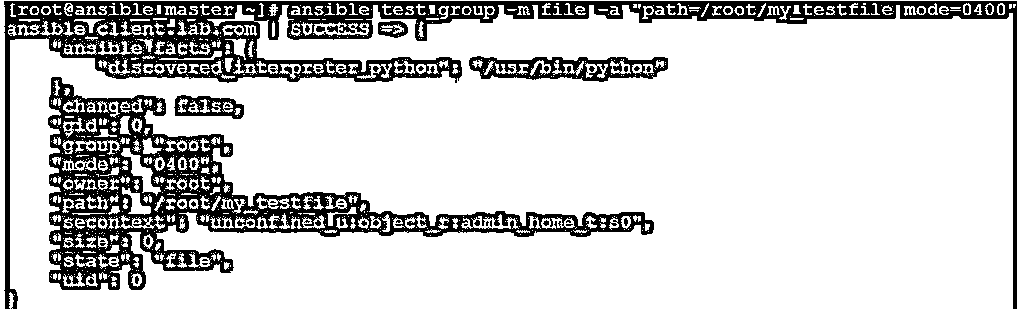 [root@ansible-master ~]# ansible test-group -m file -a "path=/root/my_testfile mode=0400"
ansible-client.lab.com | SUCCESS => {
    "ansible_facts": {
        "discovered_interpreter_python": "/usr/bin/python"
    },
    "changed": false,
    "gid": 0,
    "group": "root",
    "mode": "0400",
    "owner": "root",
    "path": "/root/my_testfile",
    "secontext": "unconfined_u:object_r:admin_home_t:s0",
    "size": 0,
    "state": "file",
    "uid": 0
}